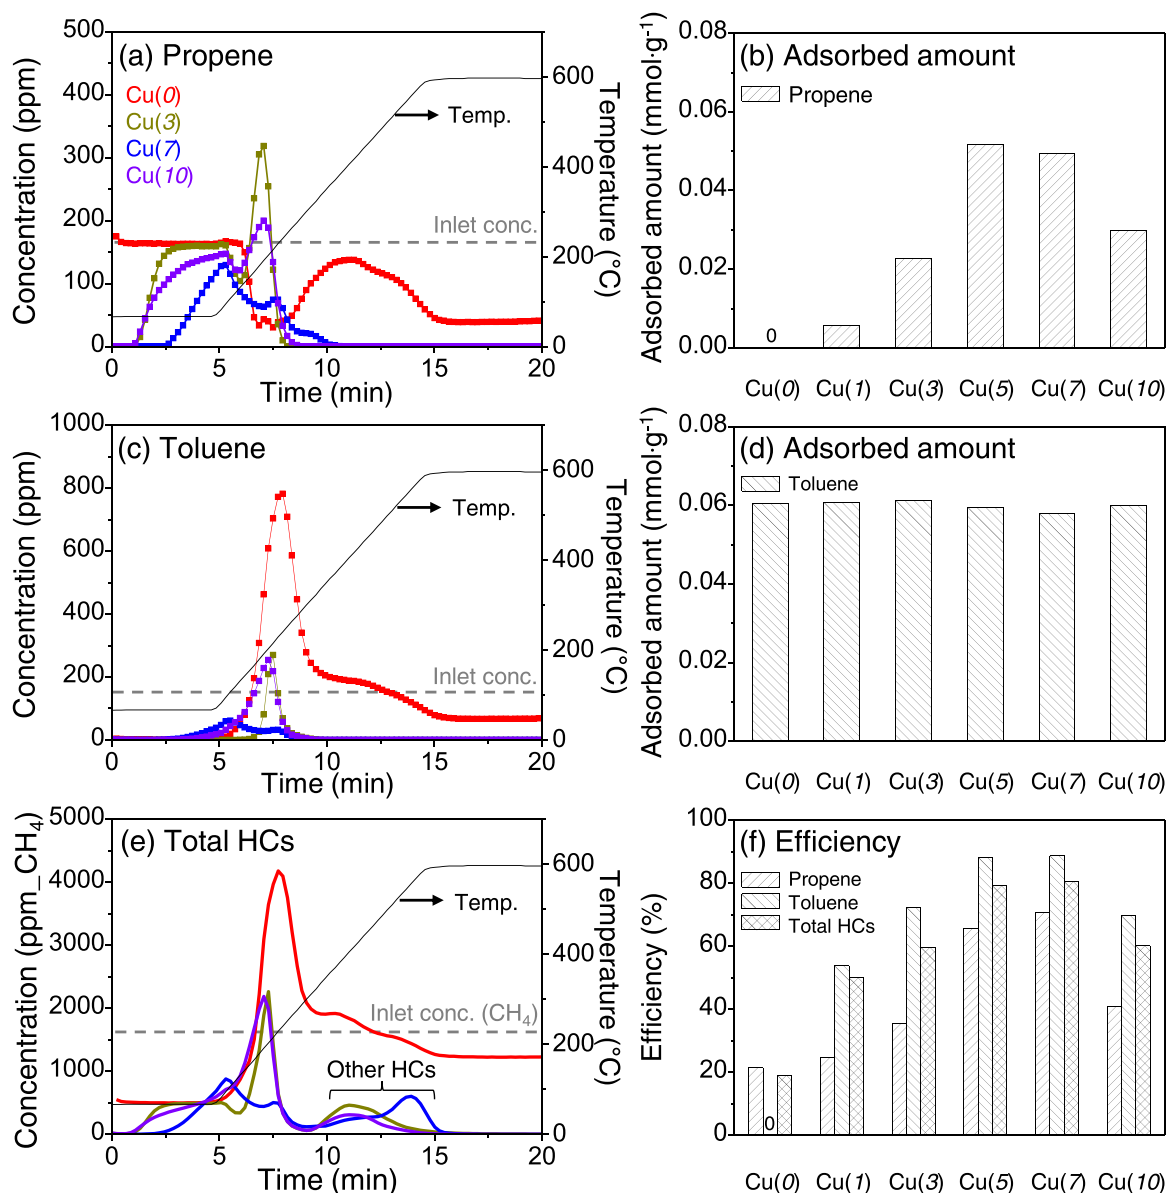 (a) Propene
Cu(0)
Cu(3)
Cu(7)
Cu(10)
Temp.
Inlet conc.
Concentration (ppm)
500
400
300
200
100
0
Temperature (°C)
600
400
200
0
0 5 10 15 20
Time (min)
(b) Adsorbed amount
Propene
Adsorbed amount (mmol·g⁻¹)
0.08
0.06
0.04
0.02
0.00
0
Cu(0) Cu(1) Cu(3) Cu(5) Cu(7) Cu(10)
(c) Toluene
Temp.
Inlet conc.
Concentration (ppm)
1000
800
600
400
200
0
Temperature (°C)
600
400
200
0
0 5 10 15 20
Time (min)
(d) Adsorbed amount
Toluene
Adsorbed amount (mmol·g⁻¹)
0.08
0.06
0.04
0.02
0.00
Cu(0) Cu(1) Cu(3) Cu(5) Cu(7) Cu(10)
(e) Total HCs
Temp.
Inlet conc. (CH₄)
Other HCs
Concentration (ppm_CH₄)
5000
4000
3000
2000
1000
0
Temperature (°C)
600
400
200
0
0 5 10 15 20
Time (min)
(f) Efficiency
Propene
Toluene
Total HCs
Efficiency (%)
100
80
60
40
20
0
0
Cu(0) Cu(1) Cu(3) Cu(5) Cu(7) Cu(10)